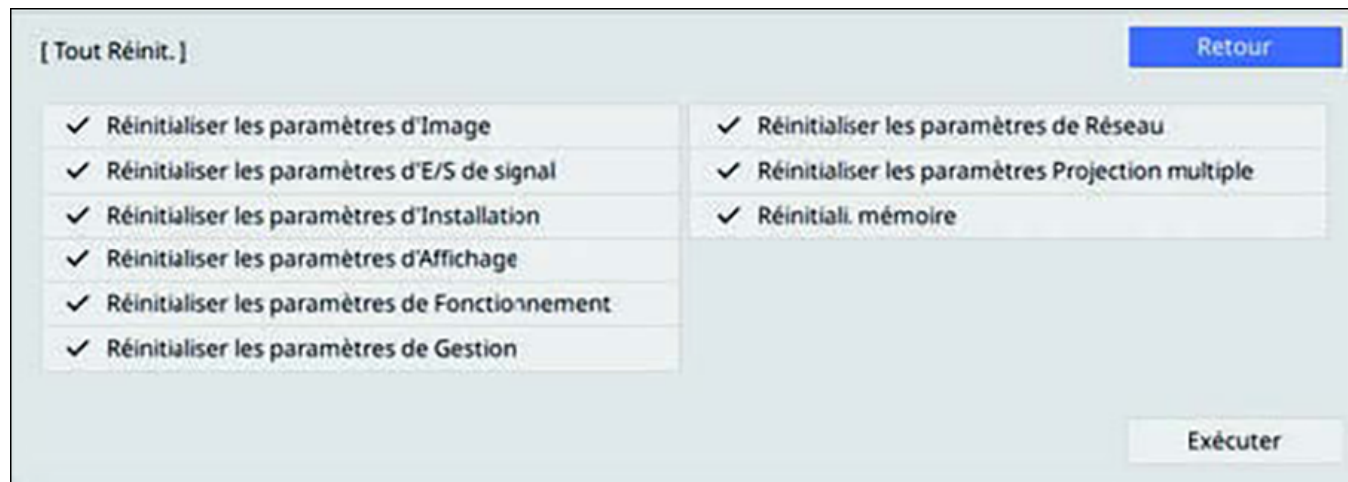 [ Tout Réinit. ]
Retour
Réinitialiser les paramètres d'Image
Réinitialiser les paramètres d'E/S de signal
Réinitialiser les paramètres d'Installation
Réinitialiser les paramètres d'Affichage
Réinitialiser les paramètres de Fonctionnement
Réinitialiser les paramètres de Gestion
Réinitialiser les paramètres de Réseau
Réinitialiser les paramètres Projection multiple
Réinitiali. mémoire
Exécuter